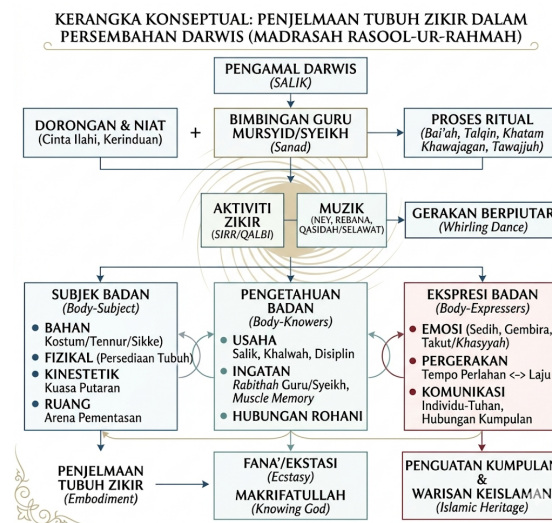 KERANGKA KONSEPTUAL: PENJELMAAN TUBUH ZIKIR DALAM
PERSEMBAHAN DARWIS (MADRASAH RASOOL-UR-RAHMAH)
PENGAMAL DARWIS
(SALIK)
DORONGAN & NIAT
(Cinta Ilahi, Kerinduan)
+
BIMBINGAN GURU
MURSYID/SYEIKH
(Sanad)
PROSES RITUAL
(Bai'ah, Talqin, Khatam
Khawajagan, Tawajjuh)
AKTIVITI
ZIKIR
(SIRR/QALBI)
MUZIK
(NEY, REBANA,
QASIDAH/SELAWAT)
GERAKAN BERPIUTAR
(Whirling Dance)
SUBJEK BADAN
(Body-Subject)
• BAHAN
Kostum/Tennur/Sikke)
• FIZIKAL (Persediaan Tubuh)
• KINESTETIK
Kuasa Putaran
• RUANG
Arena Pementasan
PENGETAHUAN
BADAN
(Body-Knowers)
• USAHA
Salik, Khalwah, Disiplin
• INGATAN
Rabithah Guru/Syeikh,
Muscle Memory
• HUBUNGAN ROHANI
EKSPRESI BADAN
(Body-Expressers)
• EMOSI (Sedih, Gembira,
Takut/Khasyyah)
• PERGERAKAN
Tempo Perlahan <-> Laju
• KOMUNIKASI
Individu-Tuhan,
Hubungan Kumpulan
PENJELMAAN
TUBUH ZIKIR
(Embodiment)
FANA'/EKSTASI
(Ecstasy)
MAKRIFATULLAH
(Knowing God)
PENGUATAN KUMPULAN
&
WARISAN KEISLAMAN
(Islamic Heritage)